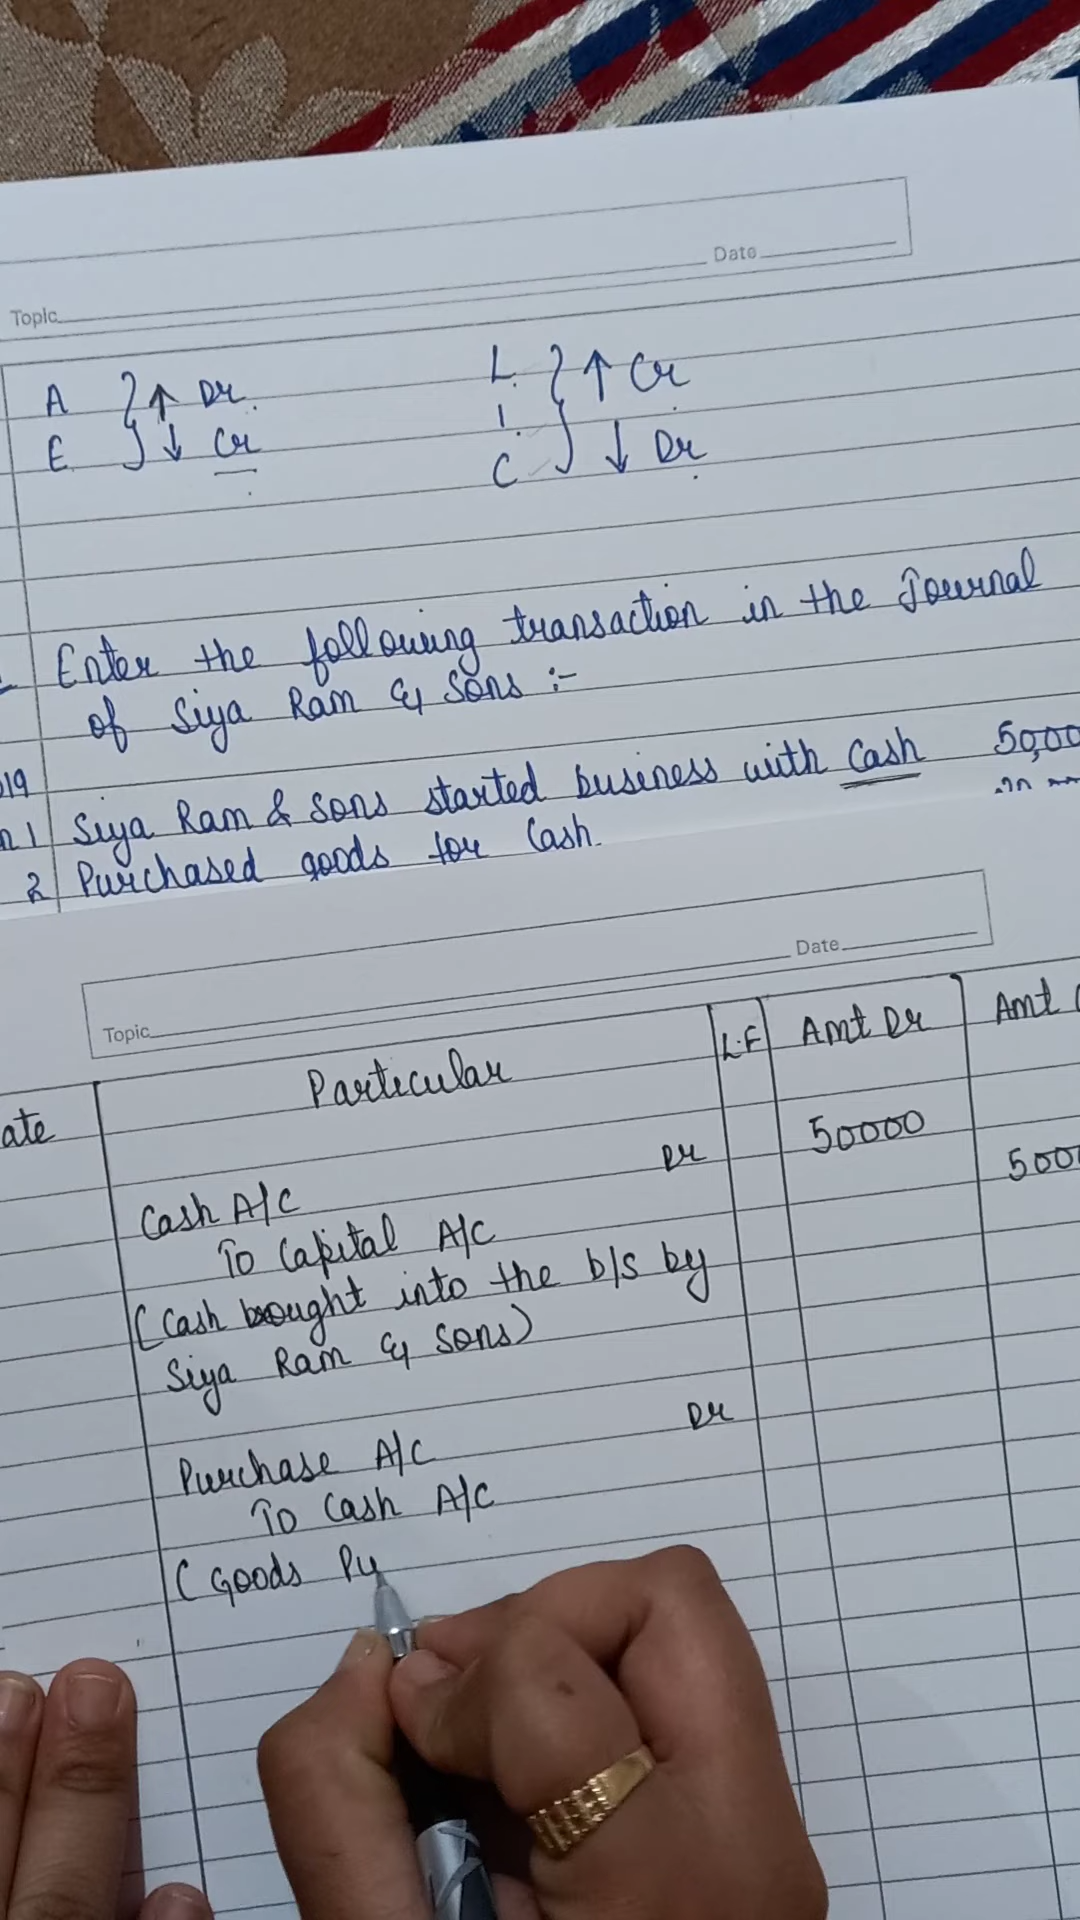 Date
Topic
A } ↑ Dr.
E } ↓ Cr
L. } ↑ Cr
I.
C } ↓ Dr.
Enter the following transaction in the Journal
of Siya Ram & Sons :-
19
n 1 Siya Ram & Sons started business with Cash 50,00
2 Purchased goods for Cash.
Date
Topic
ate Particular L.F Amt Dr Amt
Cash A/C Dr 50000
To Capital A/C 500
(Cash bought into the b/s by
Siya Ram & Sons)
Purchase A/C Dr
To Cash A/C
(Goods Pu